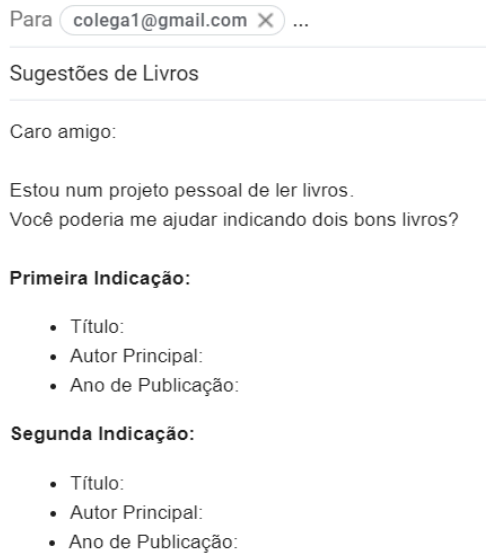 Para colega1@gmail.com ...
Sugestões de Livros
Caro amigo:
Estou num projeto pessoal de ler livros.
Você poderia me ajudar indicando dois bons livros?
Primeira Indicação:
• Título:
• Autor Principal:
• Ano de Publicação:
Segunda Indicação:
• Título:
• Autor Principal:
• Ano de Publicação: